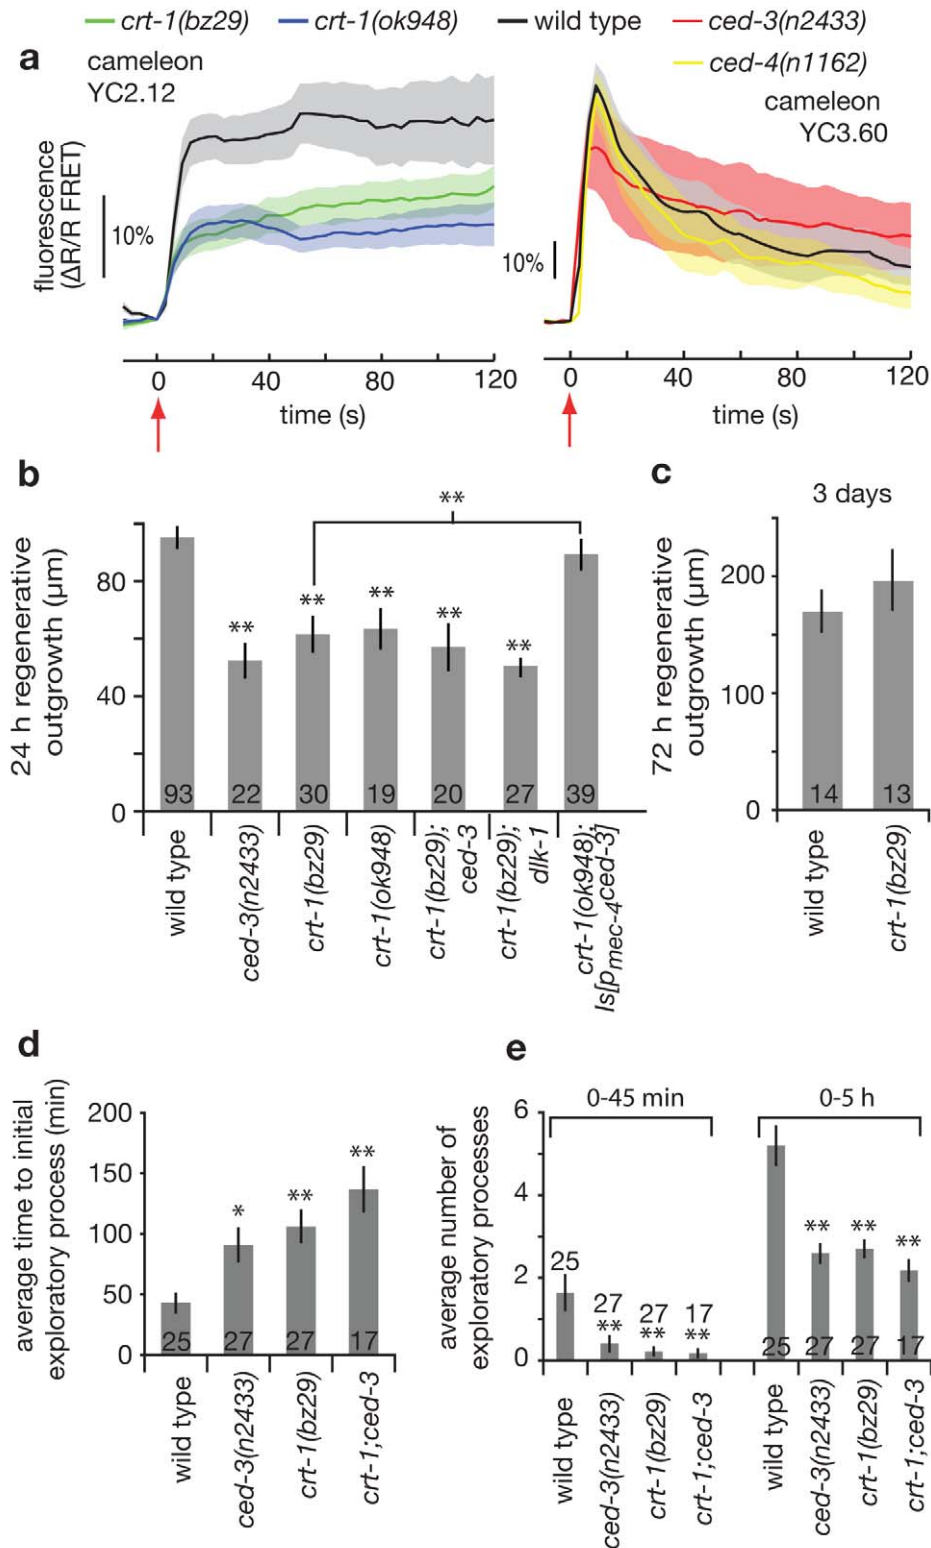 crt-1(bz29) crt-1(ok948) wild type ced-3(n2433)
ced-4(n1162)
a
cameleon
YC2.12
cameleon
YC3.60
fluorescence
(ΔR/R FRET)
10%
10%
0 40 80 120
time (s)
0 40 80 120
time (s)
b
**
24 h regenerative
outgrowth (µm)
80
40
0
** ** ** ** **
93 22 30 19 20 27 39
wild type
ced-3(n2433)
crt-1(bz29)
crt-1(ok948)
crt-1(bz29);
ced-3
crt-1(bz29);
dlk-1
crt-1(ok948);
Is[pmec-4ced-3]
c
3 days
72 h regenerative
outgrowth (µm)
200
100
0
14 13
wild type
crt-1(bz29)
d
average time to initial
exploratory process (min)
200
150
100
50
0
* ** **
25 27 27 17
wild type
ced-3(n2433)
crt-1(bz29)
crt-1;ced-3
e
average number of
exploratory processes
6
4
2
0
0-45 min
0-5 h
25
27 27 17
** ** **
** ** **
25 27 27 17
wild type
ced-3(n2433)
crt-1(bz29)
crt-1;ced-3
wild type
ced-3(n2433)
crt-1(bz29)
crt-1;ced-3